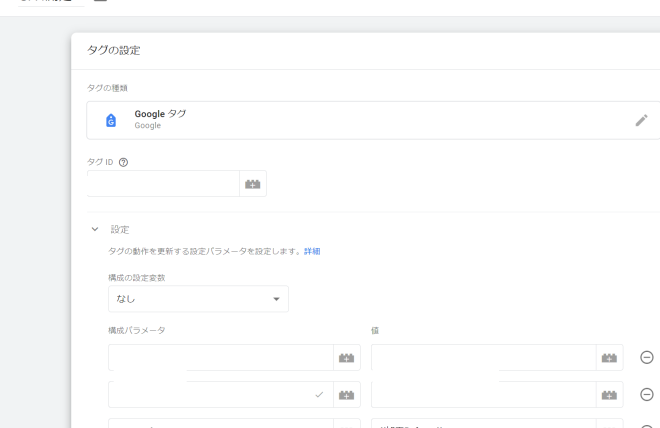 タグの設定
タグの種類
Google タグ
Google
タグ ID
設定
タグの動作を更新する設定パラメータを設定します。詳細
構成の設定変数
なし
構成パラメータ 値